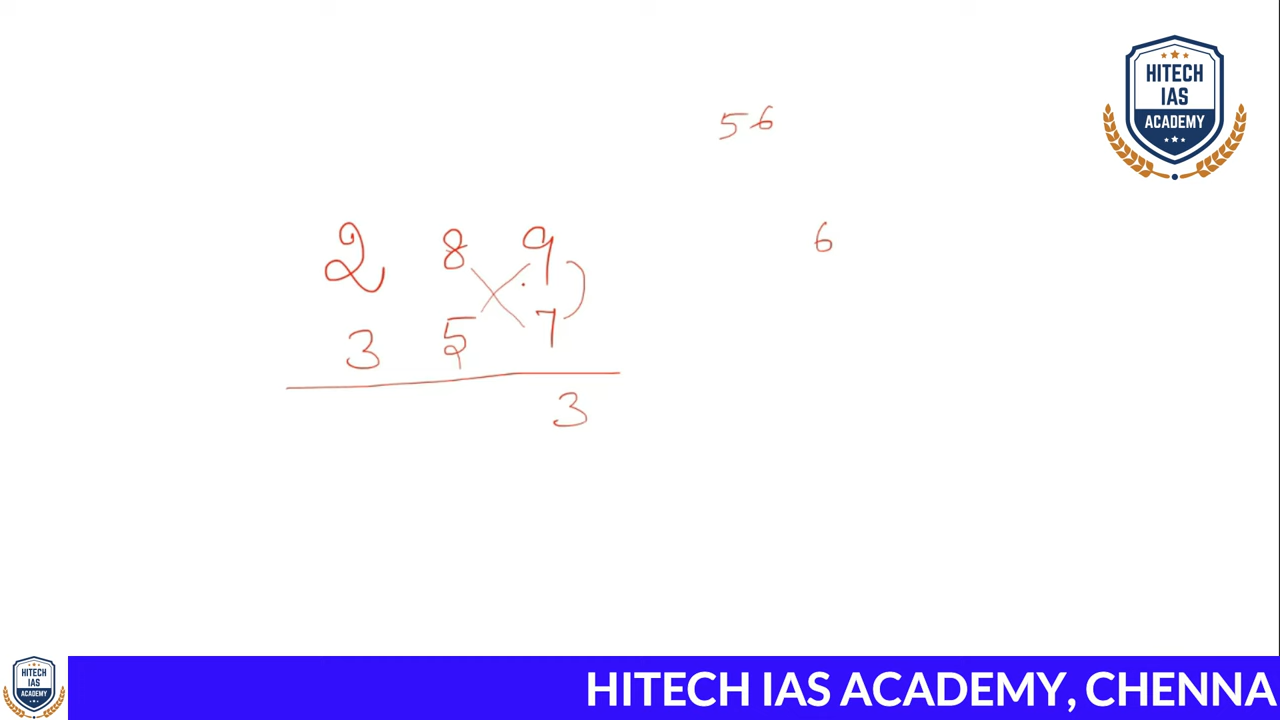 HITECH
IAS
ACADEMY
56
2 8 9
6
3 5 7
3
HITECH
IAS
ACADEMY
HITECH IAS ACADEMY, CHENNA